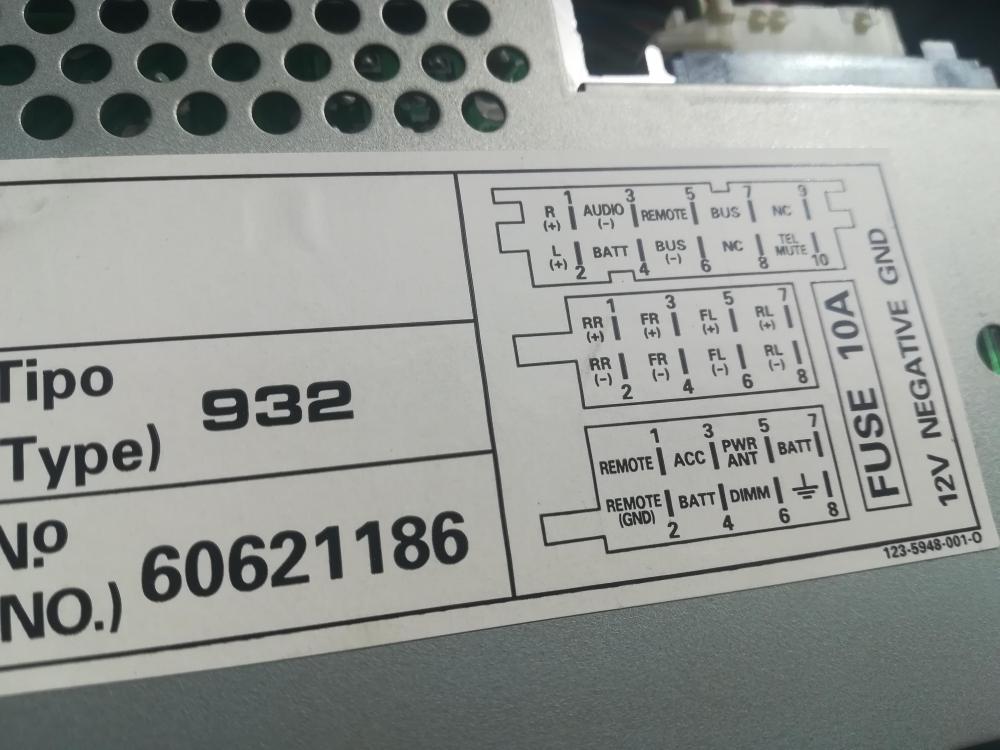 Tipo
(Type) 932
N.º
(NO.) 60621186
1 3 5 7 9
R (+) AUDIO (-) REMOTE BUS NC
L (+) BATT BUS (-) NC TEL MUTE
2 4 6 8 10
1 3 5 7
RR (+) FR (+) FL (+) RL (+)
RR (-) FR (-) FL (-) RL (-)
2 4 6 8
1 3 5 7
REMOTE ACC PWR ANT BATT
REMOTE (GND) BATT DIMM
2 4 6 8
FUSE 10A
12V NEGATIVE GND
123-5948-001-O